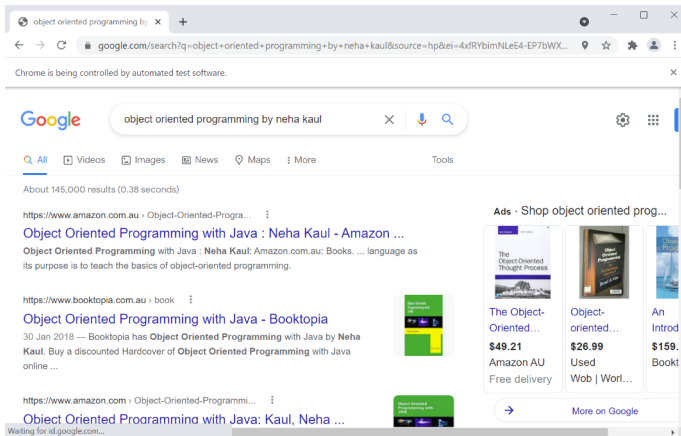 object oriented programming by
google.com/search?q=object+oriented+programming+by+neha+kaul&source=hp&ei=4xfRYbimNLeE4-EP7bWX...
Chrome is being controlled by automated test software.
Google
object oriented programming by neha kaul
All Videos Images News Maps More Tools
About 145,000 results (0.38 seconds)
https://www.amazon.com.au › Object-Oriented-Progra...
Object Oriented Programming with Java : Neha Kaul - Amazon ...
Object Oriented Programming with Java : Neha Kaul: Amazon.com.au: Books. ... language as
its purpose is to teach the basics of object-oriented programming.
https://www.booktopia.com.au › book
Object Oriented Programming with Java - Booktopia
30 Jan 2018 — Booktopia has Object Oriented Programming with Java by Neha
Kaul. Buy a discounted Hardcover of Object Oriented Programming with Java
online ...
https://www.amazon.com › Object-Oriented-Programmi...
Object Oriented Programming with Java: Kaul, Neha ...
Waiting for id.google.com...
Ads · Shop object oriented prog...
The
Object-Oriented
Thought Process
The Object-
Oriented...
$49.21
Amazon AU
Free delivery
Object-
oriented...
$26.99
Used
Wob | Worl...
An
Introd
$159.
Bookt
More on Google